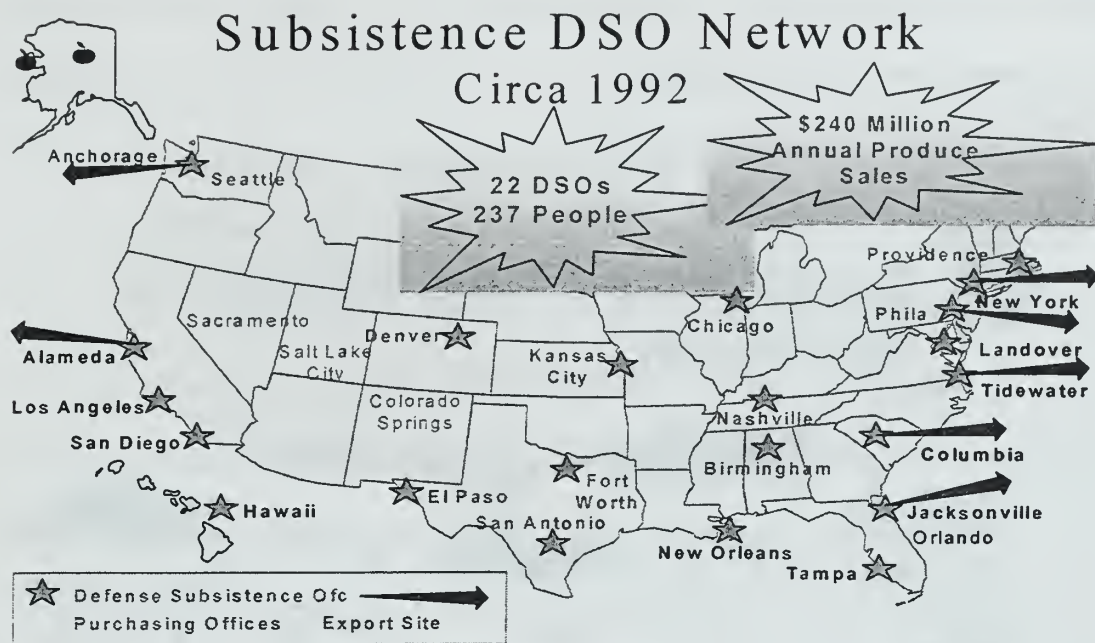 Subsistence DSO Network
Circa 1992
$240 Million
Annual Produce
Sales
22 DSOs
237 People
Anchorage
Seattle
Providence
New York
Phila
Chicago
Landover
Tidewater
Sacramento
Denver
Alameda
Salt Lake
City
Kansas
City
Los Angeles
Colorado
Springs
Nashville
San Diego
Columbia
Birmingham
Hawaii
El Paso
Fort
Worth
San Antonio
Jacksonville
Orlando
New Orleans
Tampa
Defense Subsistence Ofc
Purchasing Offices Export Site